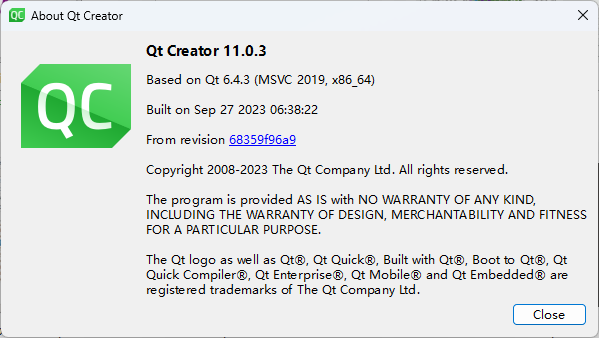 About Qt Creator
QC
Qt Creator 11.0.3
Based on Qt 6.4.3 (MSVC 2019, x86_64)
Built on Sep 27 2023 06:38:22
From revision 68359f96a9
Copyright 2008-2023 The Qt Company Ltd. All rights reserved.
The program is provided AS IS with NO WARRANTY OF ANY KIND,
INCLUDING THE WARRANTY OF DESIGN, MERCHANTABILITY AND FITNESS
FOR A PARTICULAR PURPOSE.
The Qt logo as well as Qt®, Qt Quick®, Built with Qt®, Boot to Qt®, Qt
Quick Compiler®, Qt Enterprise®, Qt Mobile® and Qt Embedded® are
registered trademarks of The Qt Company Ltd.
Close